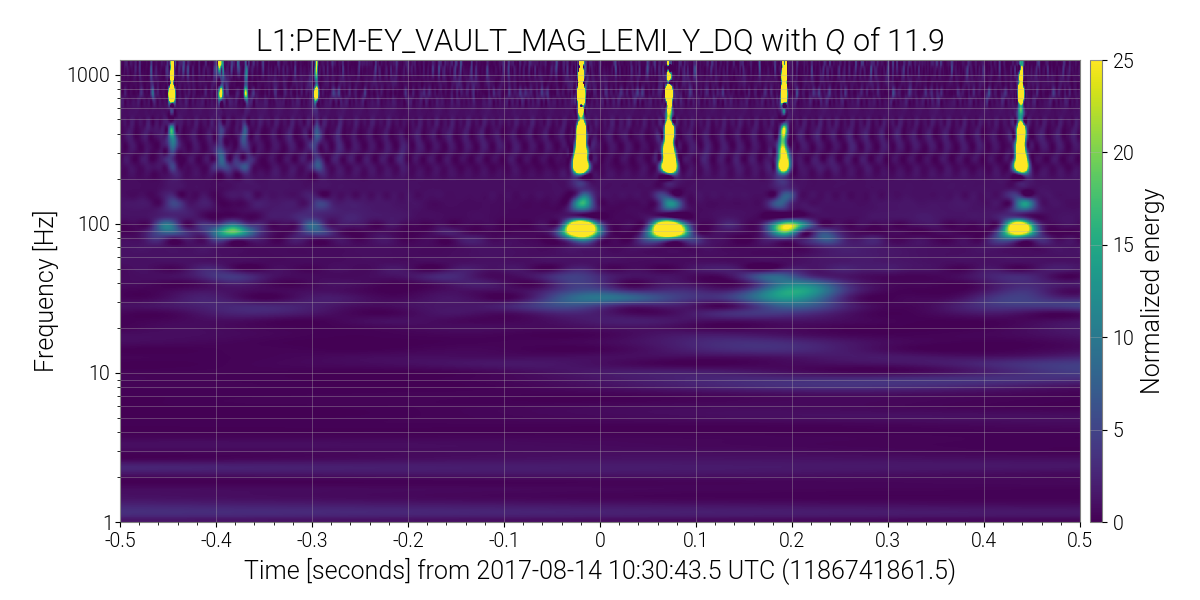 L1:PEM-EY_VAULT_MAG_LEMI_Y_DQ with Q of 11.9
Frequency [Hz]
1000
100
10
1
-0.5 -0.4 -0.3 -0.2 -0.1 0 0.1 0.2 0.3 0.4 0.5
Time [seconds] from 2017-08-14 10:30:43.5 UTC (1186741861.5)
25
20
15
10
5
0
Normalized energy